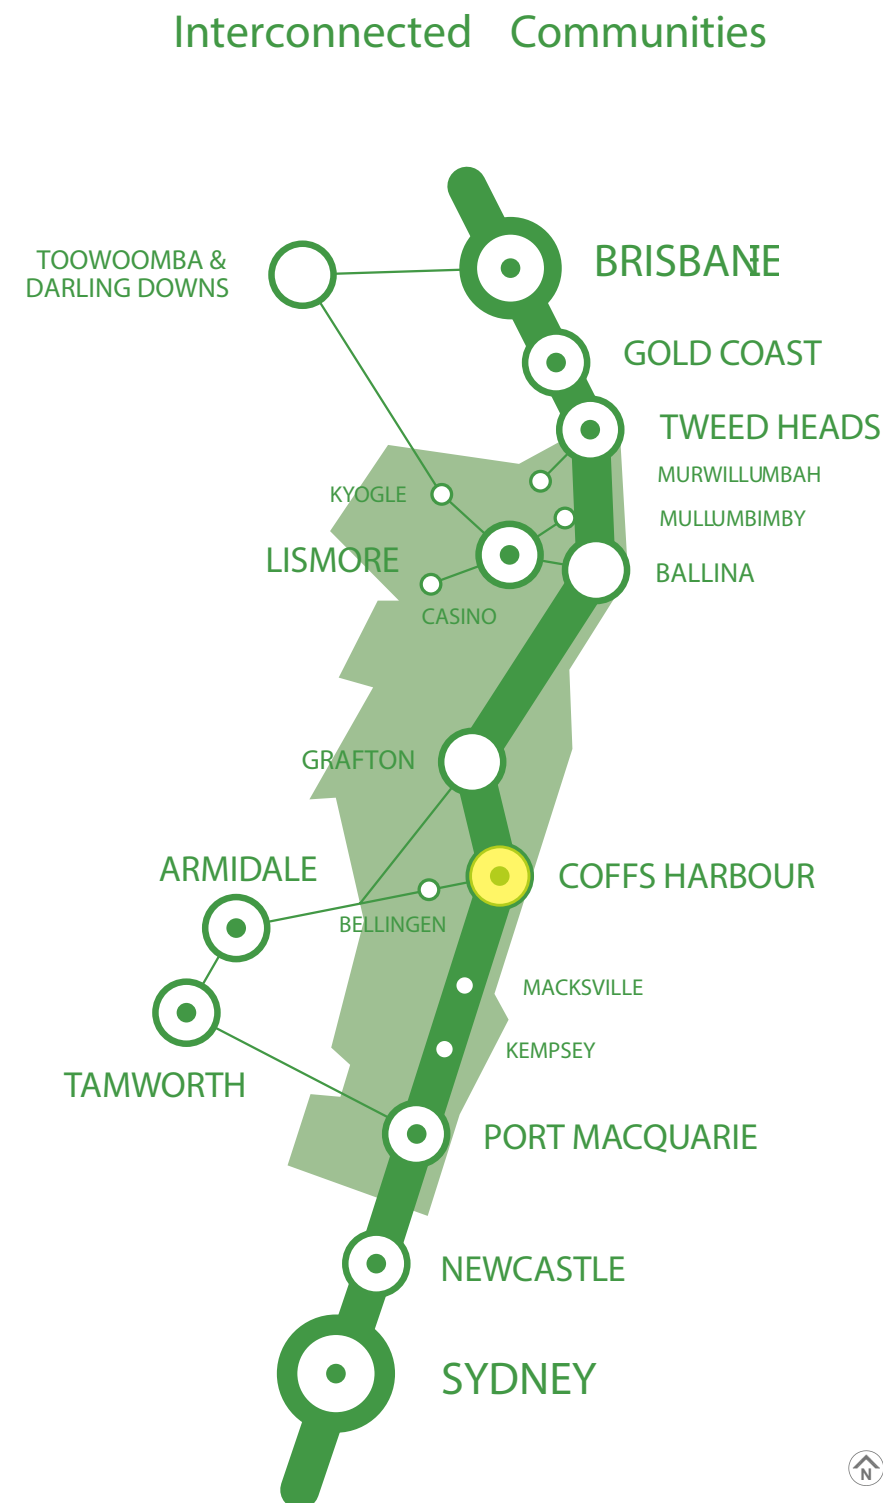 Interconnected Communities
TOOWOOMBA &
DARLING DOWNS
BRISBANE
GOLD COAST
TWEED HEADS
MURWILLUMBAH
KYOGLE
MULLUMBIMBY
LISMORE
BALLINA
CASINO
GRAFTON
ARMIDALE
COFFS HARBOUR
BELLINGEN
MACKSVILLE
KEMPSEY
TAMWORTH
PORT MACQUARIE
NEWCASTLE
SYDNEY
N